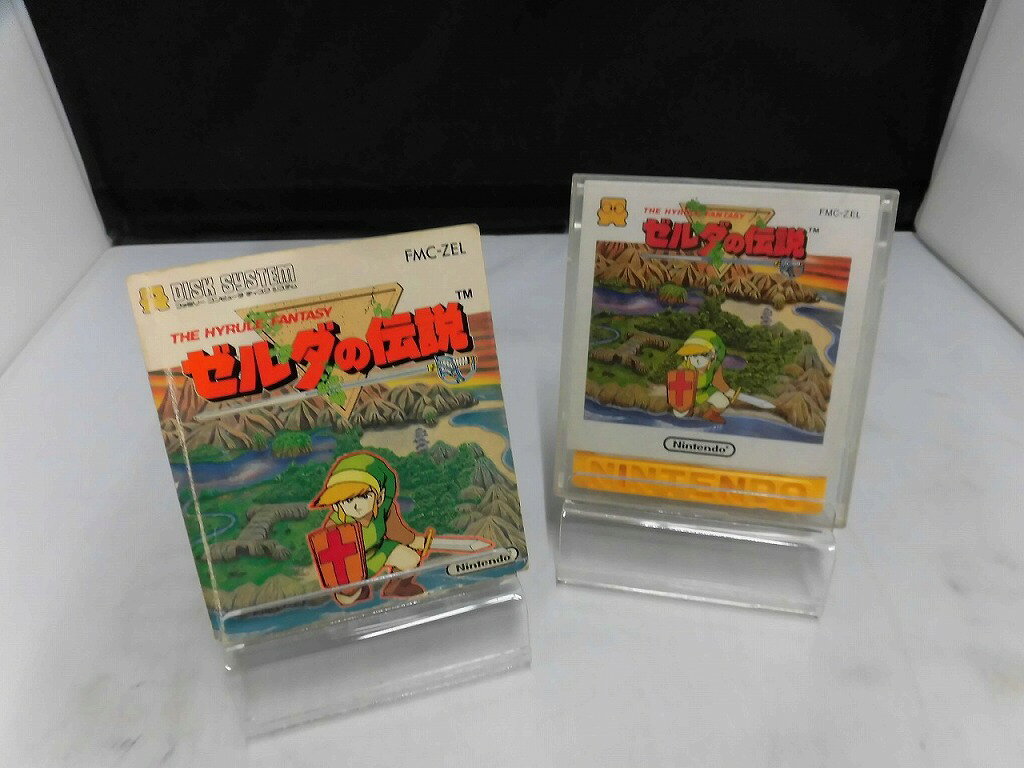 DISK SYSTEM
FMC-ZEL
THE HYRULE FANTASY
ゼルダの伝説
TM
Nintendo
FMC-ZEL
THE HYRULE FANTASY
ゼルダの伝説
TM
Nintendo
NINTENDO